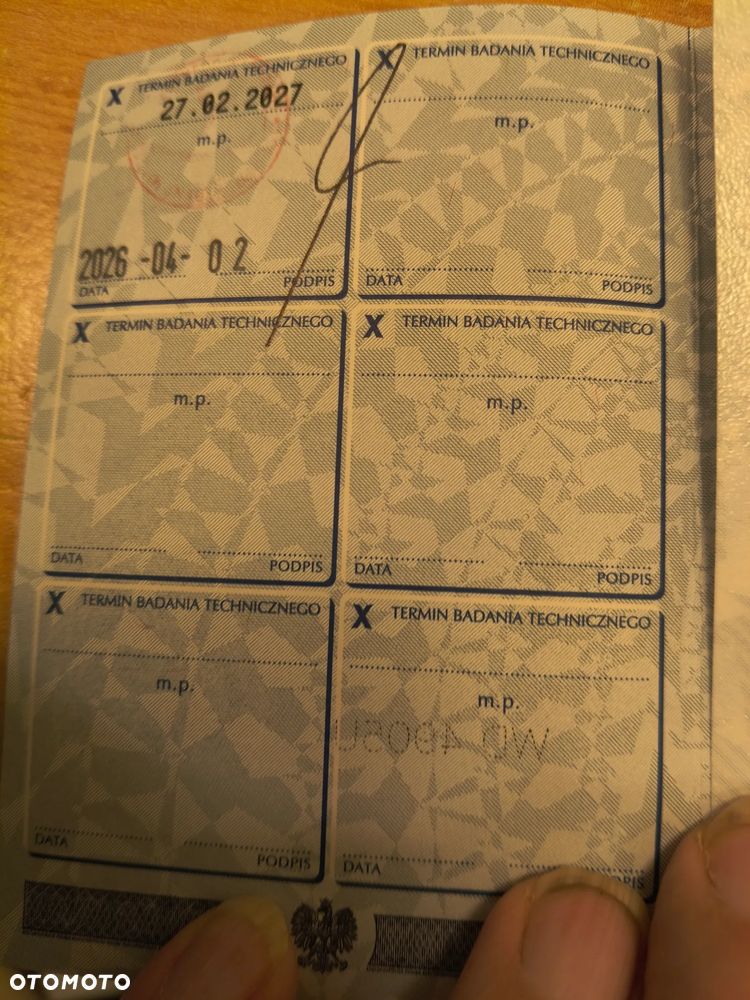 X TERMIN BADANIA TECHNICZNEGO
27.02.2027
m.p.
2026 -04- 02
DATA PODPIS
X TERMIN BADANIA TECHNICZNEGO
m.p.
DATA PODPIS
X TERMIN BADANIA TECHNICZNEGO
m.p.
DATA PODPIS
X TERMIN BADANIA TECHNICZNEGO
m.p.
DATA PODPIS
X TERMIN BADANIA TECHNICZNEGO
m.p.
DATA PODPIS
X TERMIN BADANIA TECHNICZNEGO
m.p.
DATA
OTOMOTO